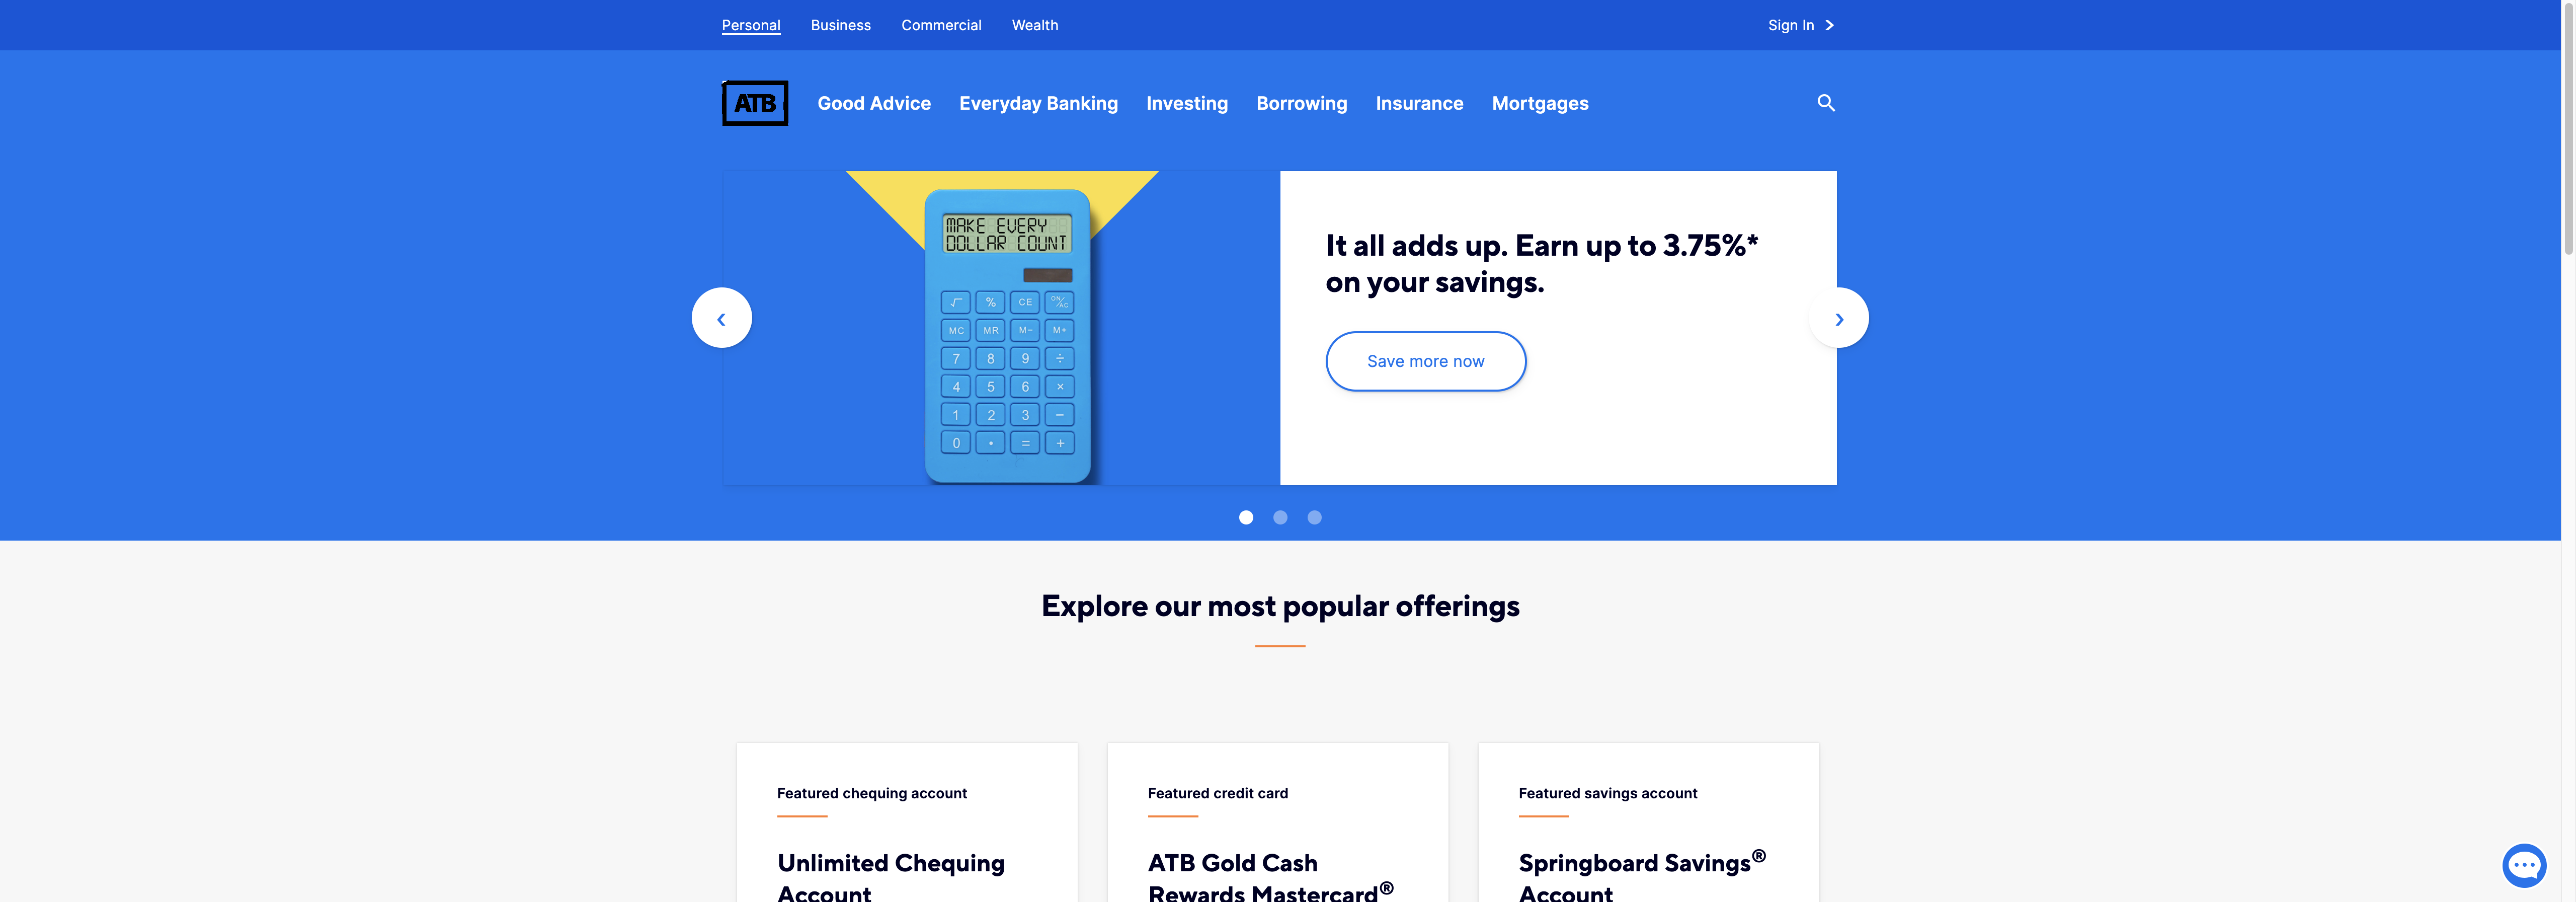 Personal Business Commercial Wealth Sign In
ATB Good Advice Everyday Banking Investing Borrowing Insurance Mortgages
MAKE EVERY
DOLLAR COUNT
√ % CE ON/AC
MC MR M− M+
7 8 9 ÷
4 5 6 ×
1 2 3 −
0 • = +
It all adds up. Earn up to 3.75%*
on your savings.
Save more now
Explore our most popular offerings
Featured chequing account
Unlimited Chequing
Account
Featured credit card
ATB Gold Cash
Rewards Mastercard®
Featured savings account
Springboard Savings®
Account